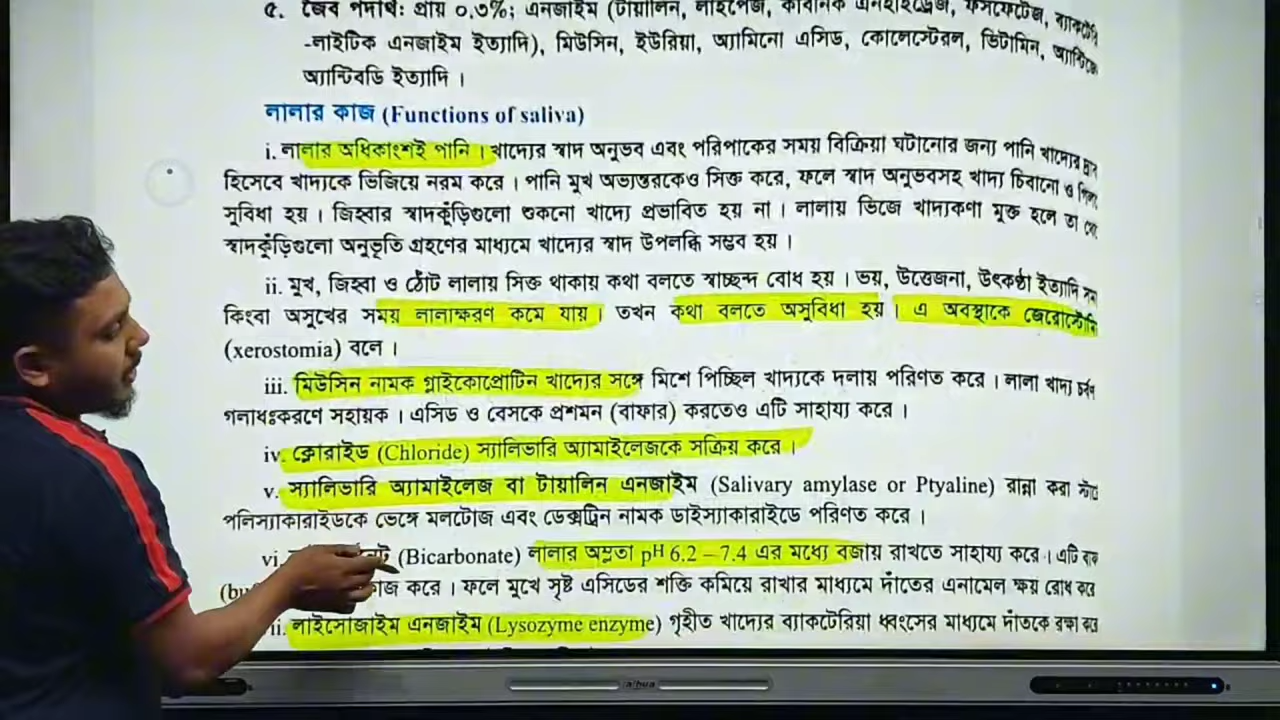 ৫. জৈব পদার্থ: প্রায় ০.৩%; এনজাইম (টায়ালিন, লাইপেজ, কার্বনিক এনহাইড্রেজ, ফসফেটেজ,
-লাইটিক এনজাইম ইত্যাদি), মিউসিন, ইউরিয়া, অ্যামিনো এসিড, কোলেস্টেরল, ভিটামিন,
অ্যান্টিবডি ইত্যাদি ।
লালার কাজ (Functions of saliva)
i. লালার অধিকাংশই পানি । খাদ্যের স্বাদ অনুভব এবং পরিপাকের সময় বিক্রিয়া ঘটানোর জন্য পানি খাদ্যের
হিসেবে খাদ্যকে ভিজিয়ে নরম করে । পানি মুখ অভ্যন্তরকেও সিক্ত করে, ফলে স্বাদ অনুভবসহ খাদ্য চিবানো ও
সুবিধা হয় । জিহ্বার স্বাদকুঁড়িগুলো শুকনো খাদ্যে প্রভাবিত হয় না । লালায় ভিজে খাদ্যকণা মুক্ত হলে তা
স্বাদকুঁড়িগুলো অনুভূতি গ্রহণের মাধ্যমে খাদ্যের স্বাদ উপলব্ধি সম্ভব হয় ।
ii. মুখ, জিহ্বা ও ঠোঁট লালায় সিক্ত থাকায় কথা বলতে স্বাচ্ছন্দ বোধ হয় । ভয়, উত্তেজনা, উৎকণ্ঠা ইত্যাদি
কিংবা অসুখের সময় লালাক্ষরণ কমে যায় । তখন কথা বলতে অসুবিধা হয় । এ অবস্থাকে
(xerostomia) বলে ।
iii. মিউসিন নামক গ্লাইকোপ্রোটিন খাদ্যের সঙ্গে মিশে পিচ্ছিল খাদ্যকে দলায় পরিণত করে । লালা খাদ্য চর্বণ
গলাধঃকরণে সহায়ক । এসিড ও বেসকে প্রশমন (বাফার) করতেও এটি সাহায্য করে ।
iv. ক্লোরাইড (Chloride) স্যালিভারি অ্যামাইলেজকে সক্রিয় করে ।
v. স্যালিভারি অ্যামাইলেজ বা টায়ালিন এনজাইম (Salivary amylase or Ptyaline) রান্না করা
পলিস্যাকারাইডকে ভেঙ্গে মলটোজ এবং ডেক্সট্রিন নামক ডাইস্যাকারাইডে পরিণত করে ।
vi. (Bicarbonate) লালার অম্লতা pH 6.2 – 7.4 এর মধ্যে বজায় রাখতে সাহায্য করে । এটি
কাজ করে । ফলে মুখে সৃষ্ট এসিডের শক্তি কমিয়ে রাখার মাধ্যমে দাঁতের এনামেল ক্ষয় রোধ করে
লাইসোজাইম এনজাইম (Lysozyme enzyme) গৃহীত খাদ্যের ব্যাকটেরিয়া ধ্বংসের মাধ্যমে দাঁতকে রক্ষা করে
alhua